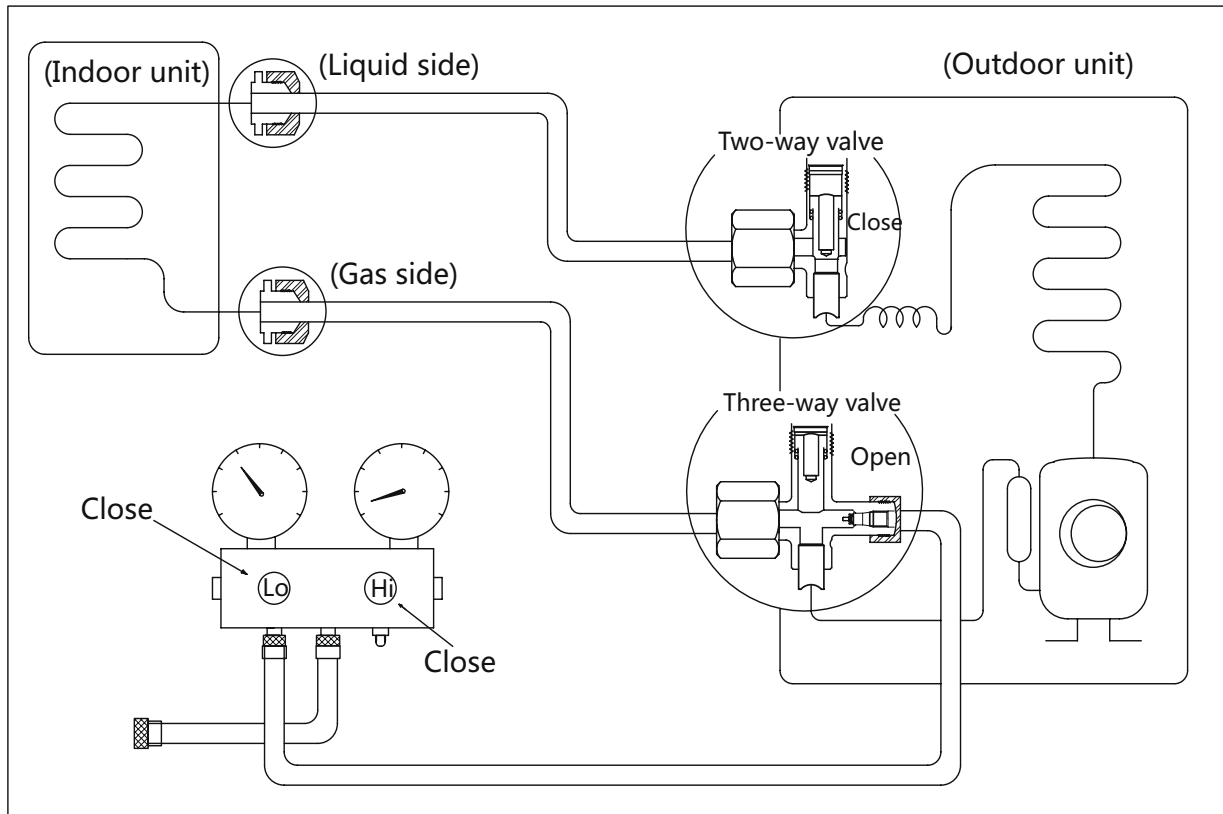 (Indoor unit)
(Liquid side)
(Outdoor unit)
Two-way valve
Close
(Gas side)
Three-way valve
Open
Close
Lo
Hi
Close